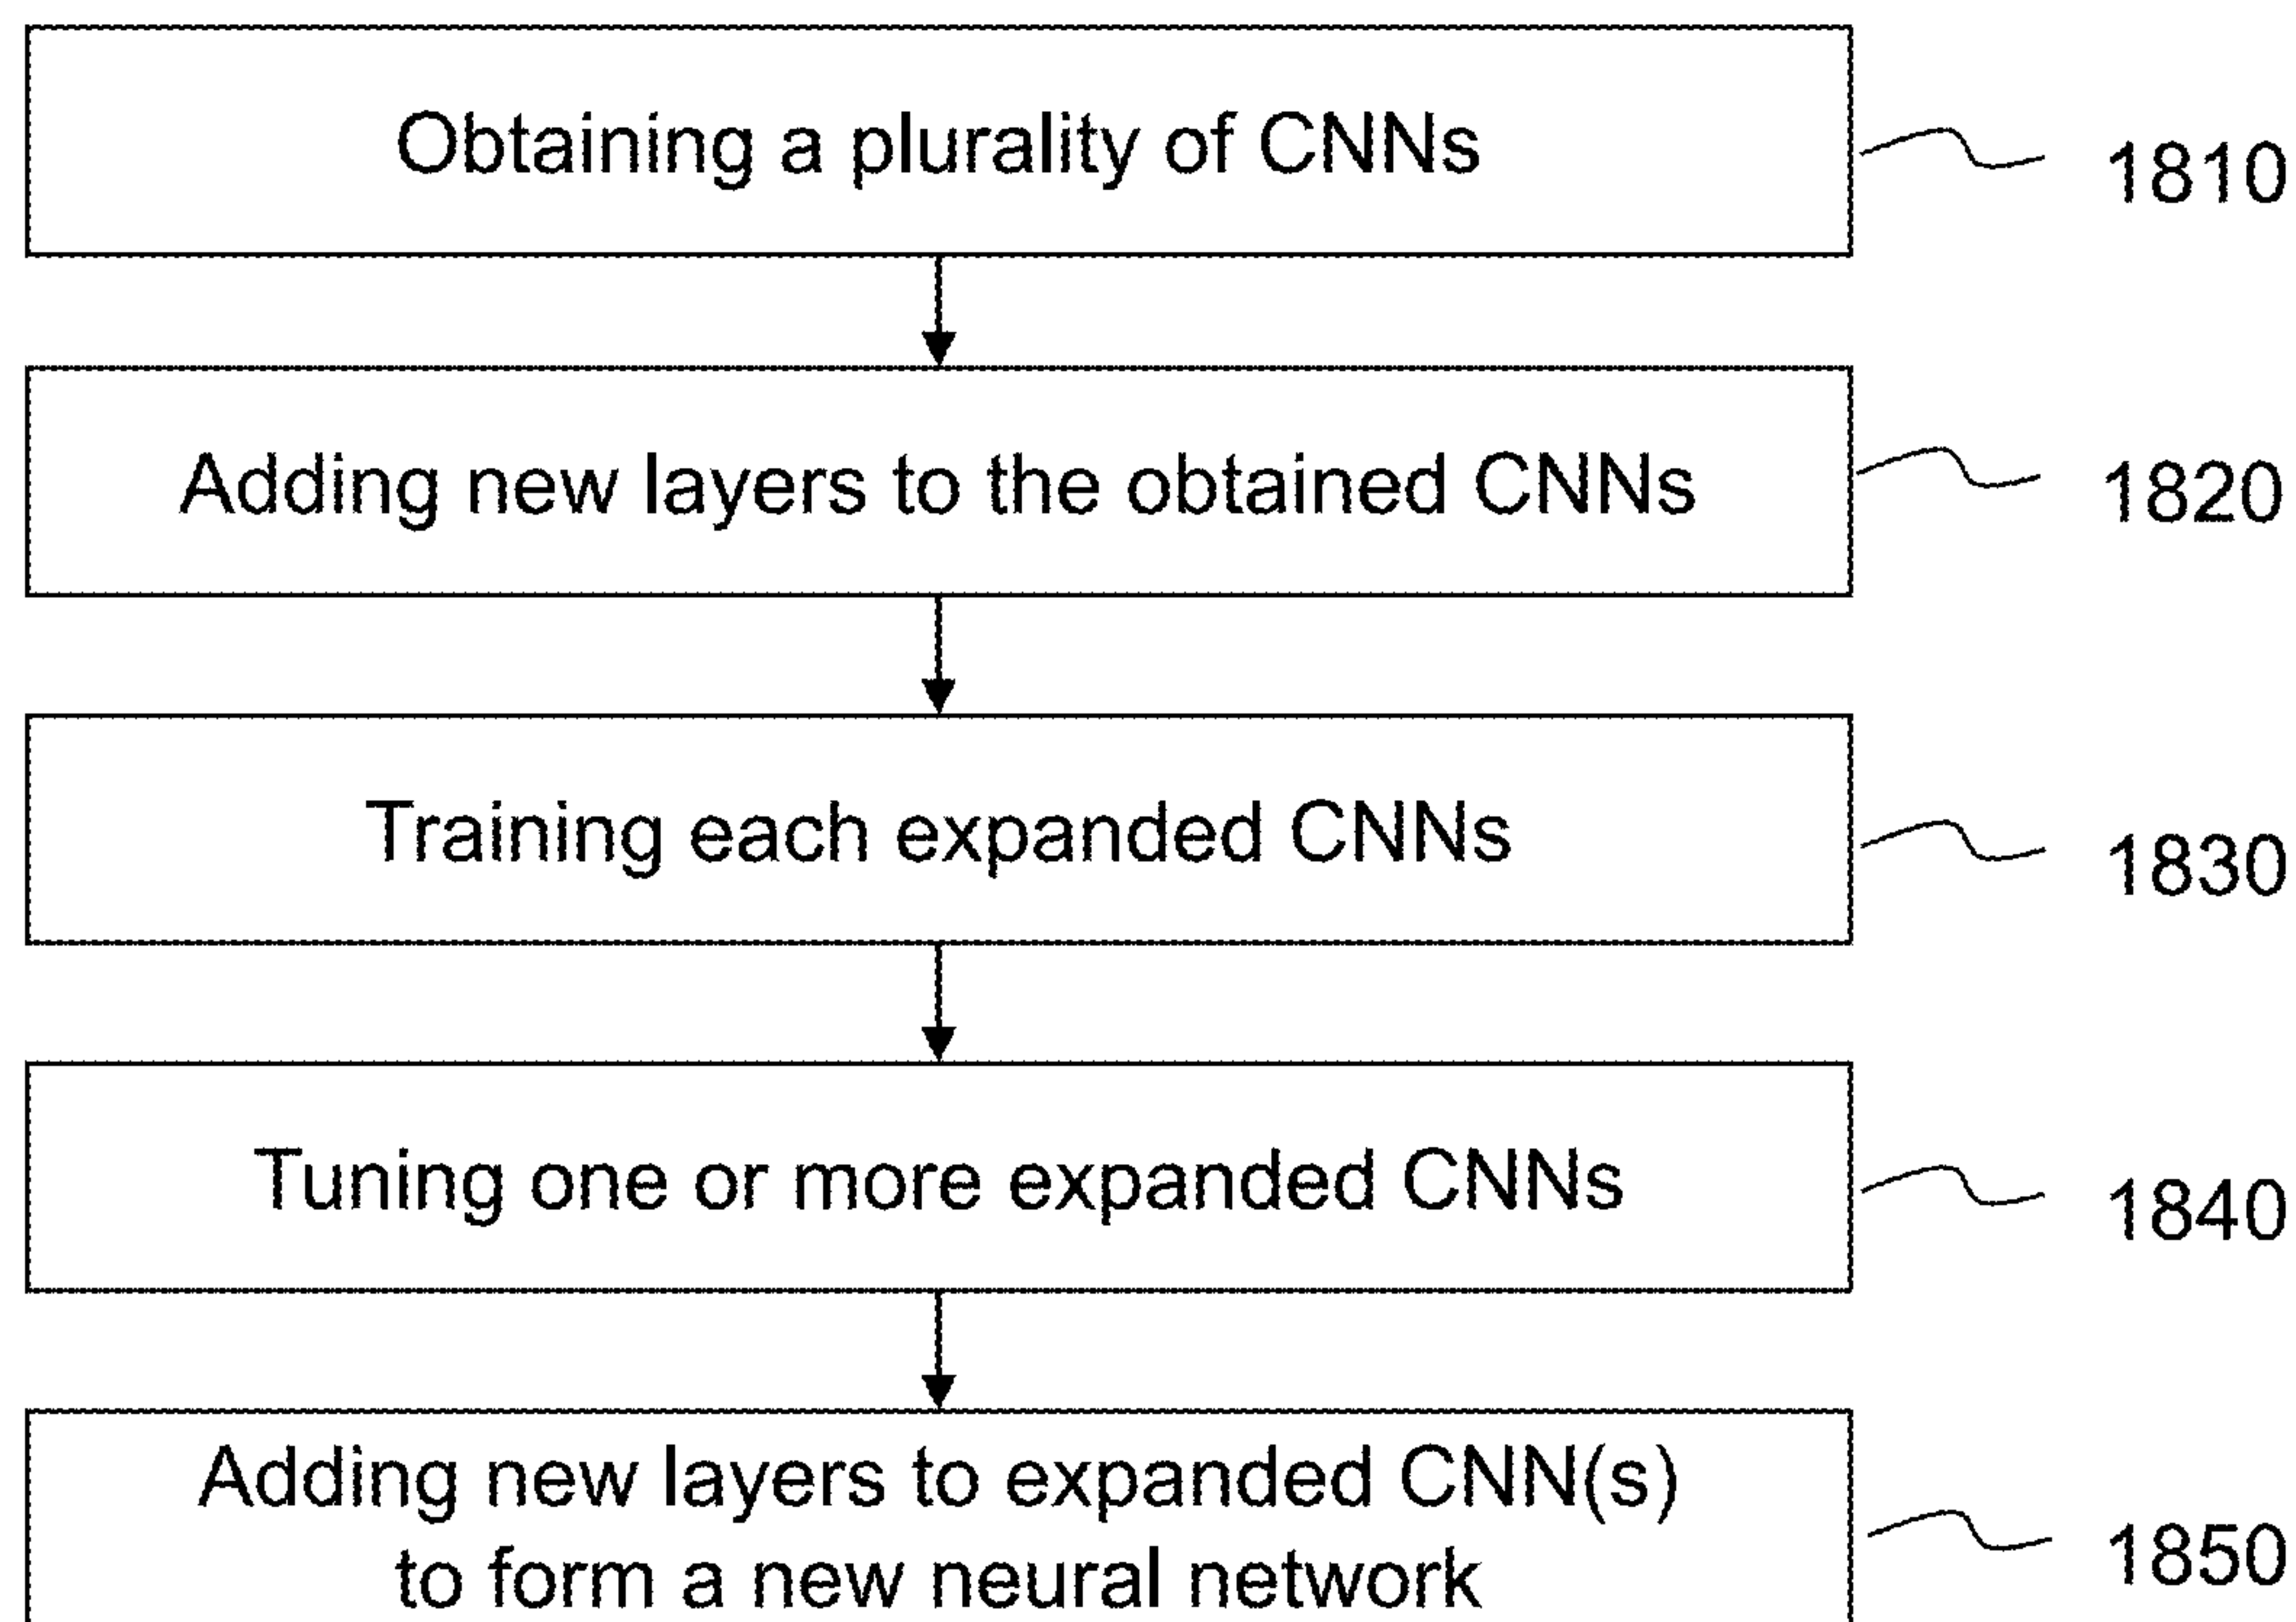 Obtaining a plurality of CNNs
1810
Adding new layers to the obtained CNNs
1820
Training each expanded CNNs
1830
Tuning one or more expanded CNNs
1840
Adding new layers to expanded CNN(s)
to form a new neural network
1850